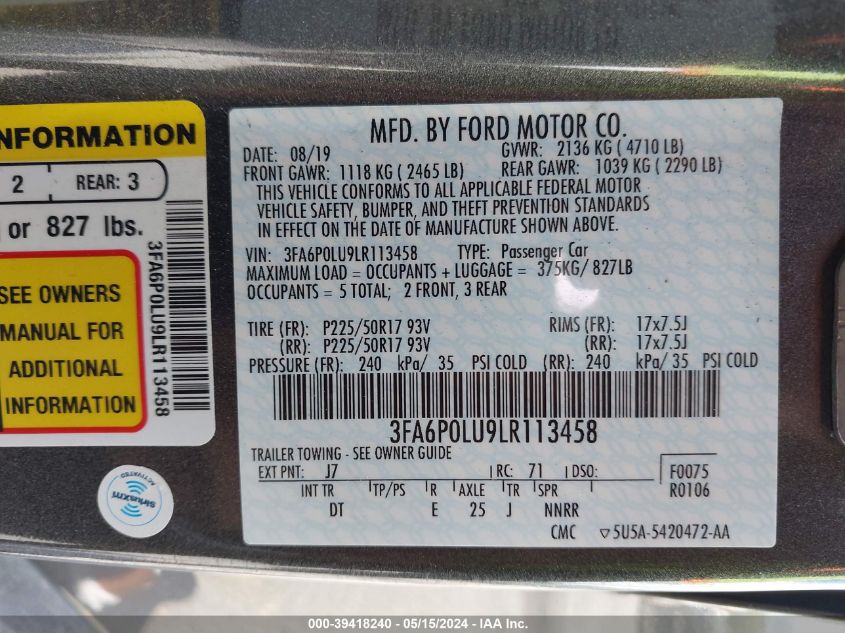 INFORMATION
2 REAR: 3
or 827 lbs.
SEE OWNERS
MANUAL FOR
ADDITIONAL
INFORMATION
3FA6P0LU9LR113458
ACTIVATED
siriusxm
MFD. BY FORD MOTOR CO.
DATE: 08/19 GVWR: 2136 KG ( 4710 LB)
FRONT GAWR: 1118 KG ( 2465 LB) REAR GAWR: 1039 KG ( 2290 LB)
THIS VEHICLE CONFORMS TO ALL APPLICABLE FEDERAL MOTOR
VEHICLE SAFETY, BUMPER, AND THEFT PREVENTION STANDARDS
IN EFFECT ON THE DATE OF MANUFACTURE SHOWN ABOVE.
VIN: 3FA6P0LU9LR113458 TYPE: Passenger Car
MAXIMUM LOAD = OCCUPANTS + LUGGAGE = 375KG/ 827LB
OCCUPANTS = 5 TOTAL; 2 FRONT, 3 REAR
TIRE (FR): P225/50R17 93V RIMS (FR): 17x7.5J
(RR): P225/50R17 93V (RR): 17x7.5J
PRESSURE (FR): 240 kPa/ 35 PSI COLD (RR): 240 kPa/ 35 PSI COLD
3FA6P0LU9LR113458
TRAILER TOWING - SEE OWNER GUIDE
EXT PNT: J7 RC: 71 DSO: F0075
R0106
INT TR TP/PS R AXLE TR SPR
DT E 25 J NNRR
CMC ▽5U5A-5420472-AA
000-39418240 - 05/15/2024 - IAA Inc.